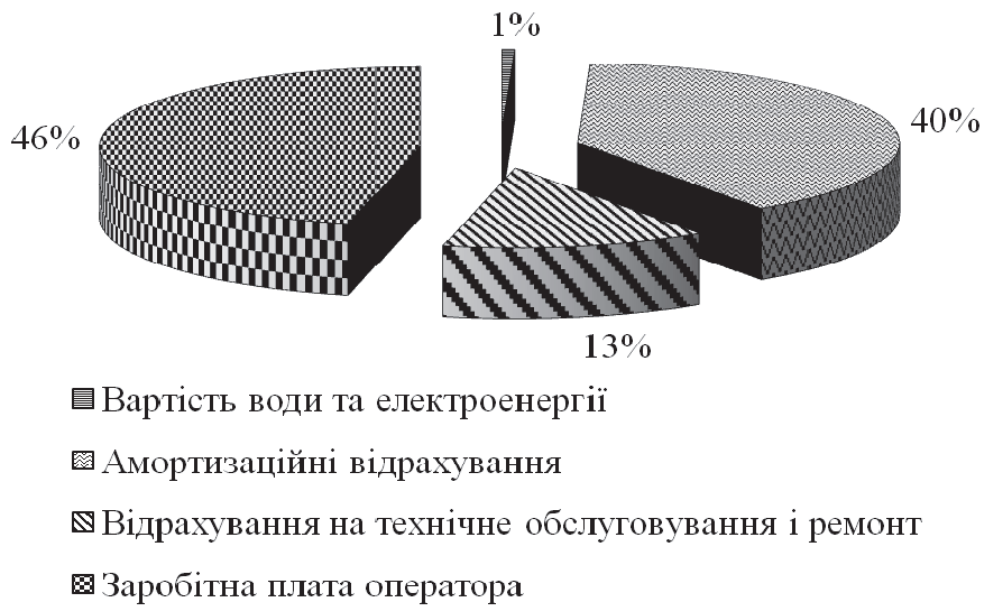 1%
46%
40%
13%
Вартість води та електроенергії
Амортизаційні відрахування
Відрахування на технічне обслуговування і ремонт
Заробітна плата оператора